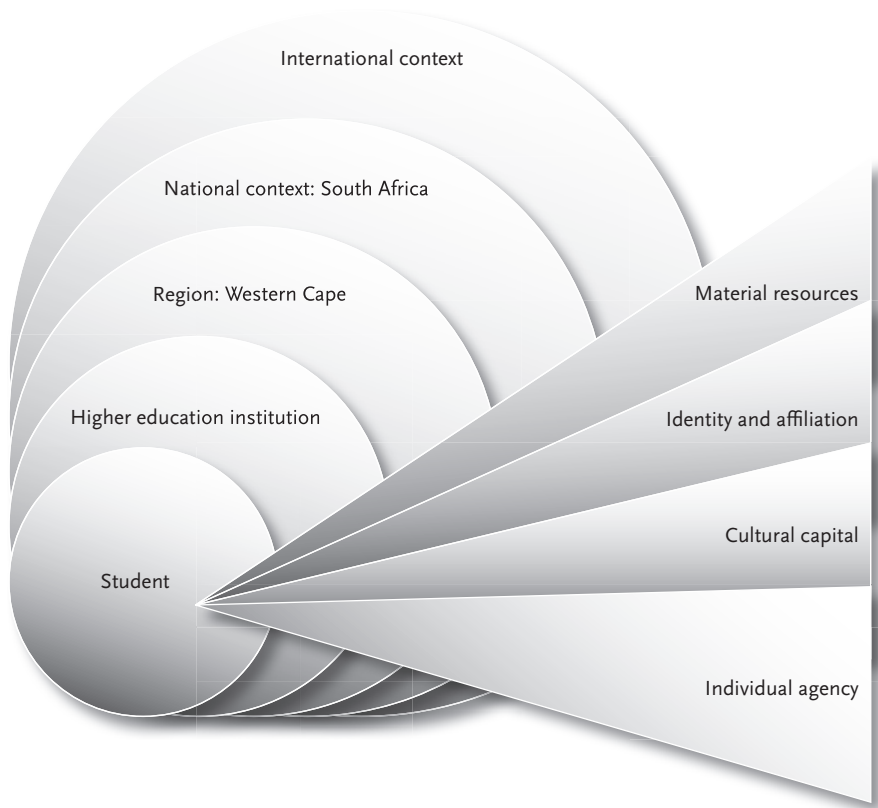 International context
National context: South Africa
Region: Western Cape
Material resources
Higher education institution
Identity and affiliation
Cultural capital
Student
Individual agency